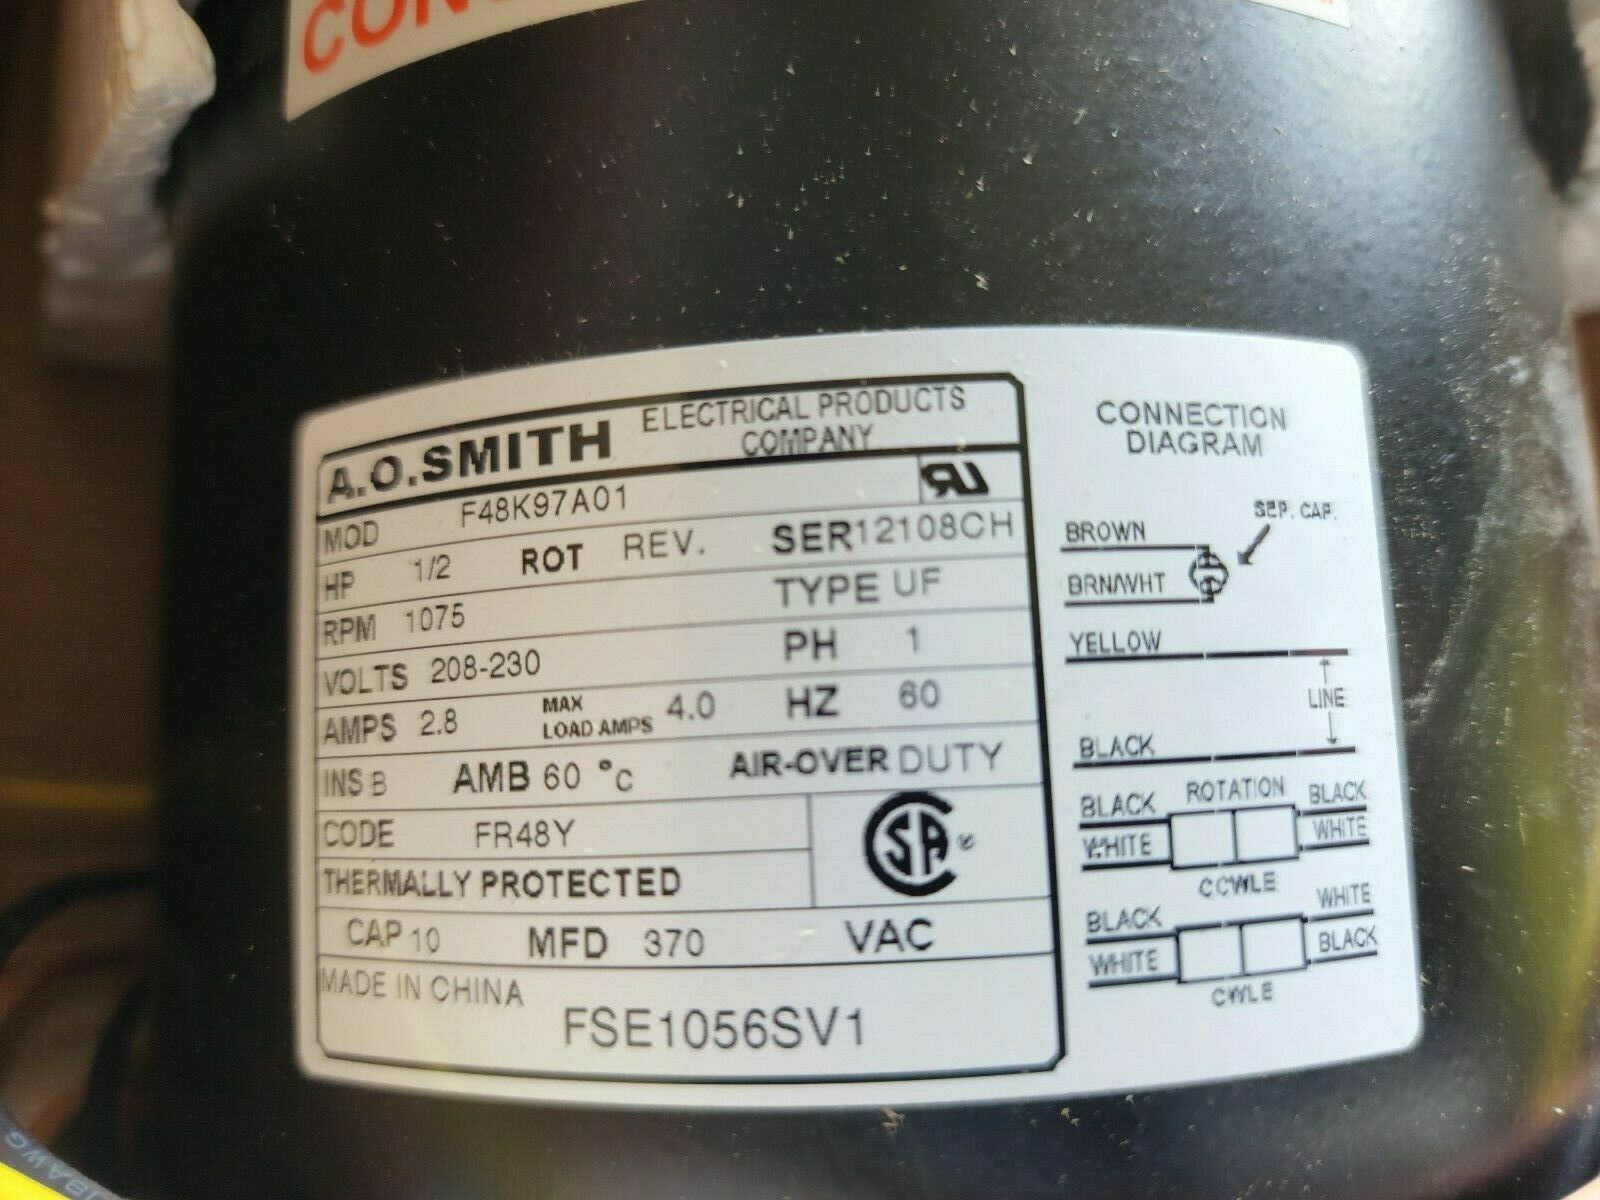 A.O.SMITH ELECTRICAL PRODUCTS COMPANY
MOD F48K97A01
HP 1/2 ROT REV. SER12108CH
RPM 1075 TYPE UF
VOLTS 208-230 PH 1
AMPS 2.8 MAX LOAD AMPS 4.0 HZ 60
INS B AMB 60 °C AIR-OVER DUTY
CODE FR48Y
THERMALLY PROTECTED
CAP 10 MFD 370 VAC
MADE IN CHINA
FSE1056SV1
CONNECTION
DIAGRAM
SEP. CAP.
BROWN
BRN/WHT
YELLOW
LINE
BLACK
ROTATION
BLACK BLACK
WHITE WHITE
CCWLE
BLACK WHITE
WHITE BLACK
CWLE